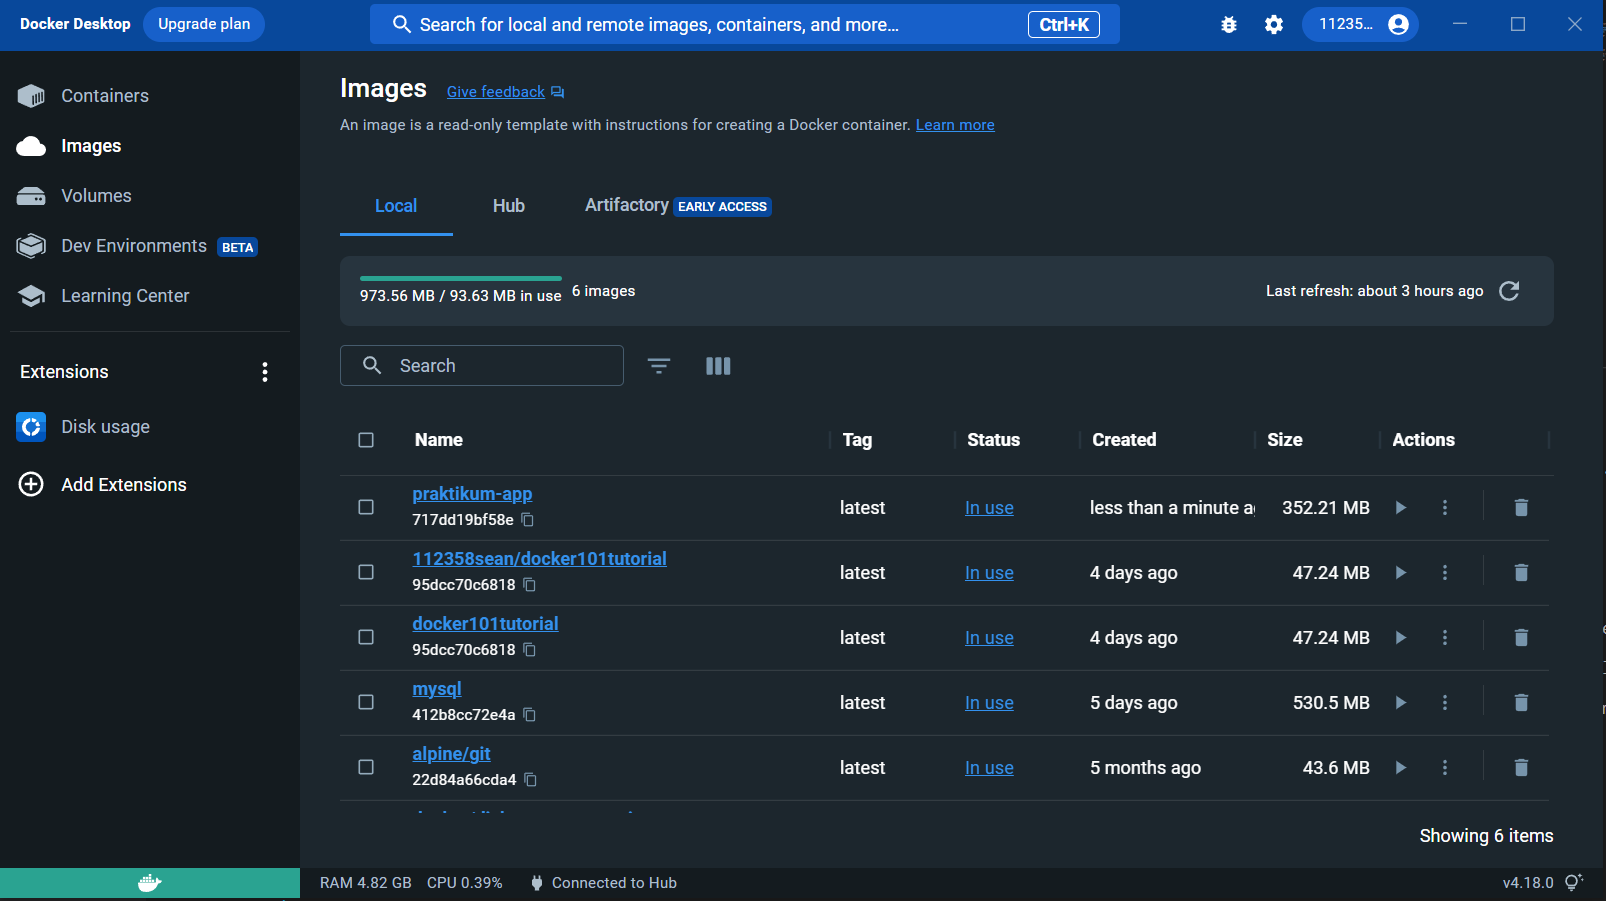 Docker Desktop Upgrade plan Search for local and remote images, containers, and more... Ctrl+K 11235...
Containers
Images
Volumes
Dev Environments BETA
Learning Center
Extensions
Disk usage
Add Extensions
Images Give feedback
An image is a read-only template with instructions for creating a Docker container. Learn more
Local Hub Artifactory EARLY ACCESS
973.56 MB / 93.63 MB in use 6 images Last refresh: about 3 hours ago
Search
Name Tag Status Created Size Actions
praktikum-app
717dd19bf58e
latest In use less than a minute a 352.21 MB
112358sean/docker101tutorial
95dcc70c6818
latest In use 4 days ago 47.24 MB
docker101tutorial
95dcc70c6818
latest In use 4 days ago 47.24 MB
mysql
412b8cc72e4a
latest In use 5 days ago 530.5 MB
alpine/git
22d84a66cda4
latest In use 5 months ago 43.6 MB
Showing 6 items
RAM 4.82 GB CPU 0.39% Connected to Hub v4.18.0